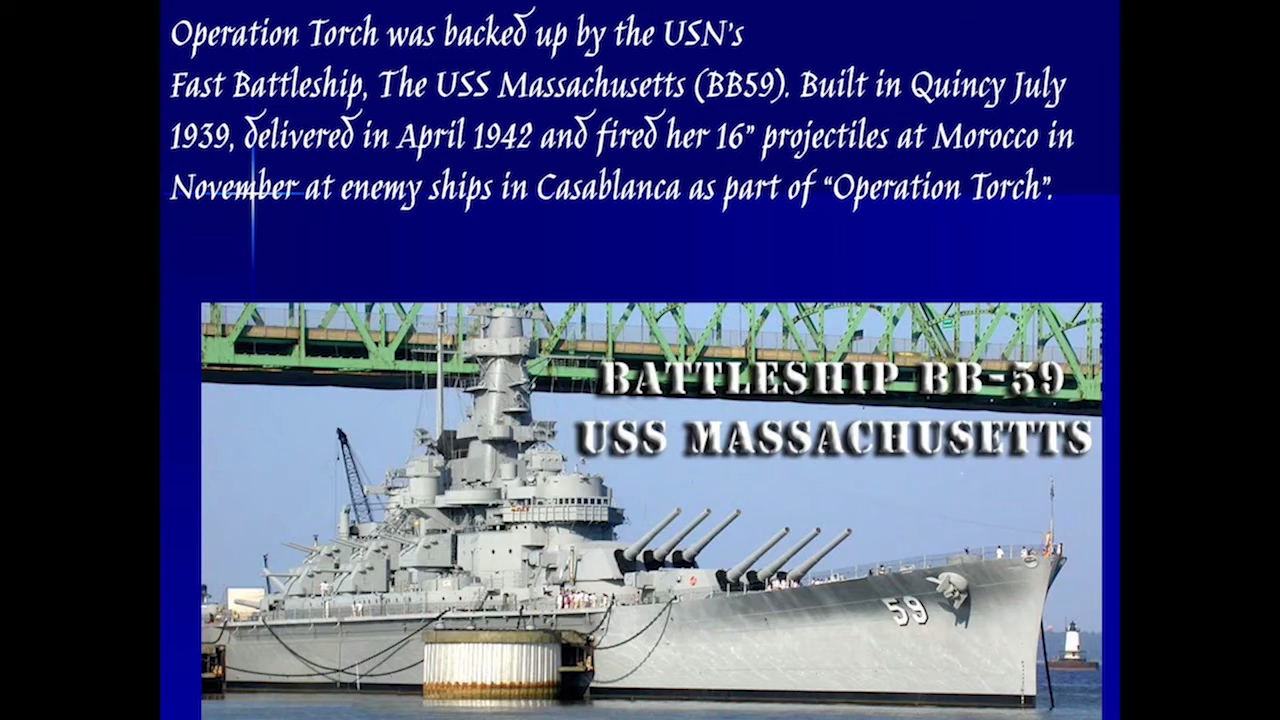 Operation Torch was backed up by the USN's
Fast Battleship, The USS Massachusetts (BB59). Built in Quincy July
1939, delivered in April 1942 and fired her 16” projectiles at Morocco in
November at enemy ships in Casablanca as part of “Operation Torch”.
BATTLESHIP BB-59
USS MASSACHUSETTS
59